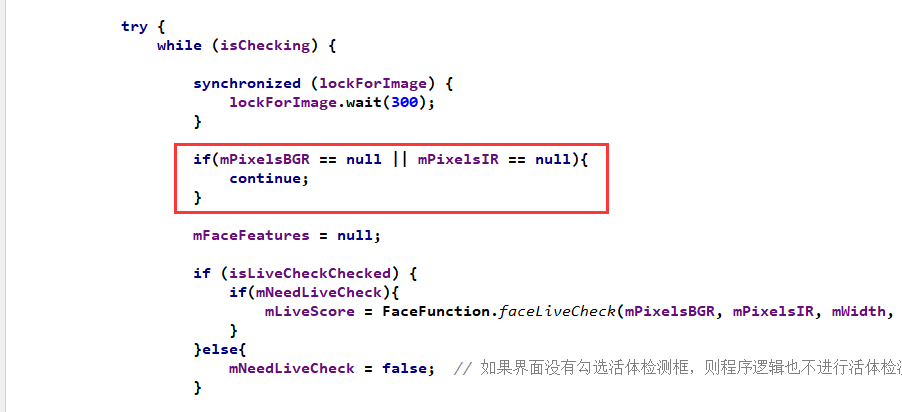 try {
while (isChecking) {
synchronized (lockForImage) {
lockForImage.wait(300);
}
if(mPixelsBGR == null || mPixelsIR == null){
continue;
}
mFaceFeatures = null;
if (isLiveCheckChecked) {
if(mNeedLiveCheck){
mLiveScore = FaceFunction.faceLiveCheck(mPixelsBGR, mPixelsIR, mWidth,
}
}else{
mNeedLiveCheck = false; // 如果界面没有勾选活体检测框，则程序逻辑也不进行活体检
}